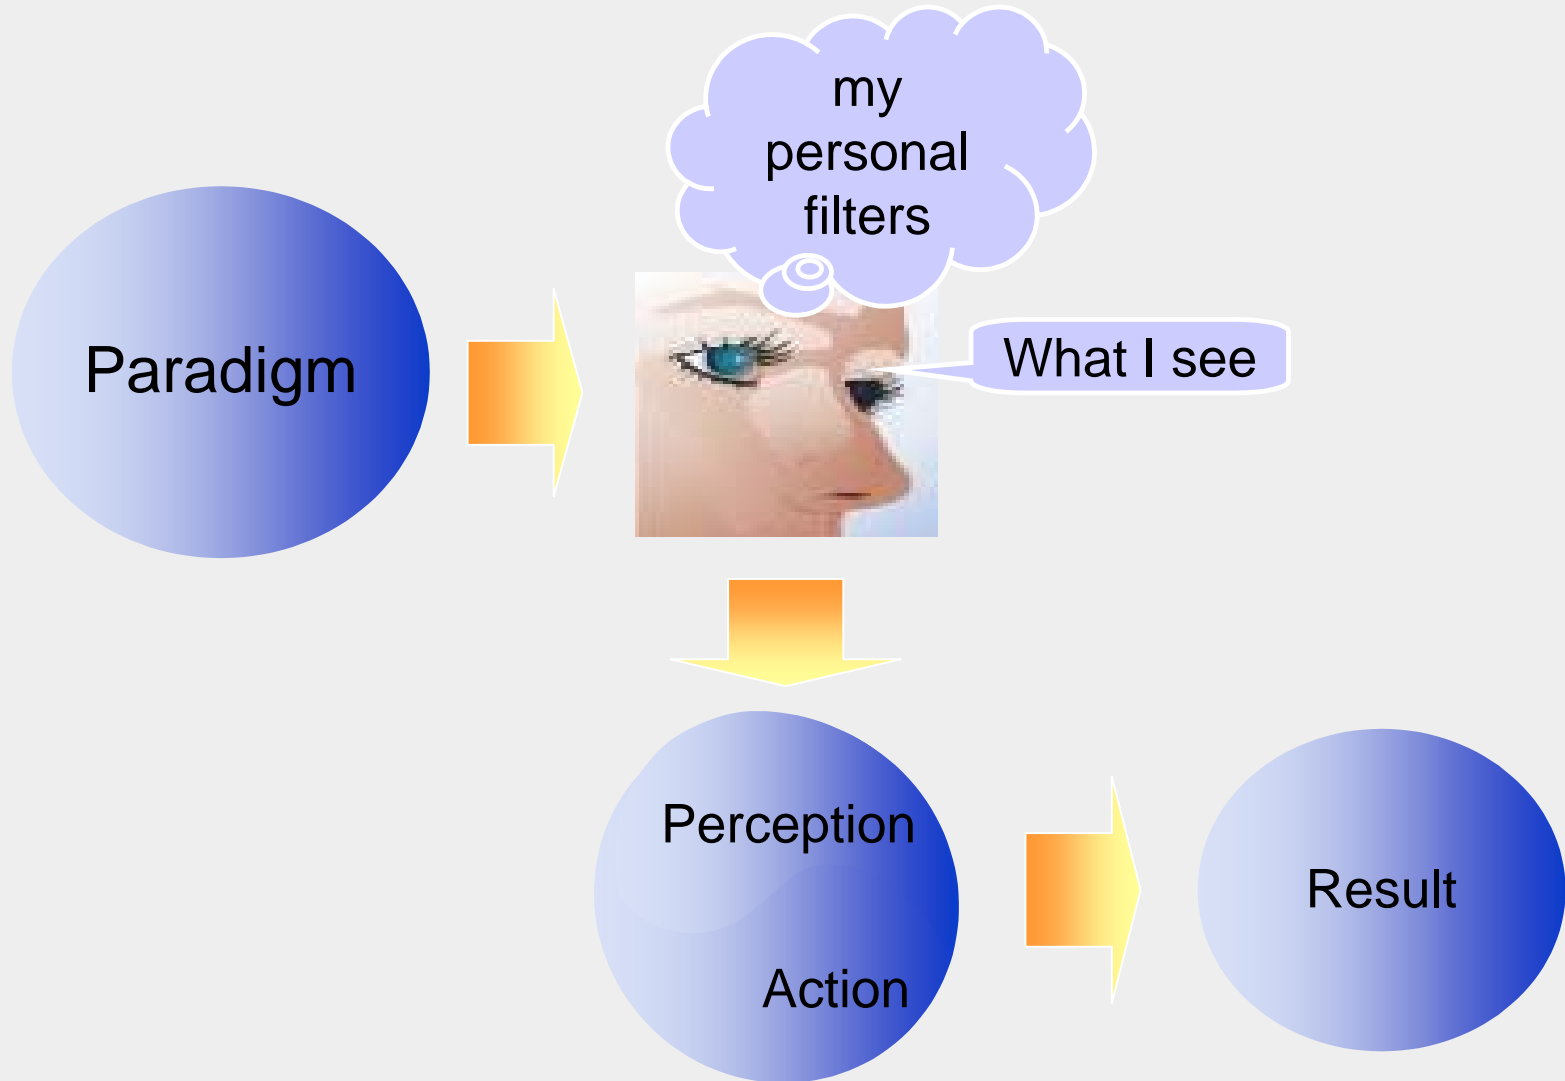 my
personal
filters
Paradigm
What I see
Perception
Action
Result